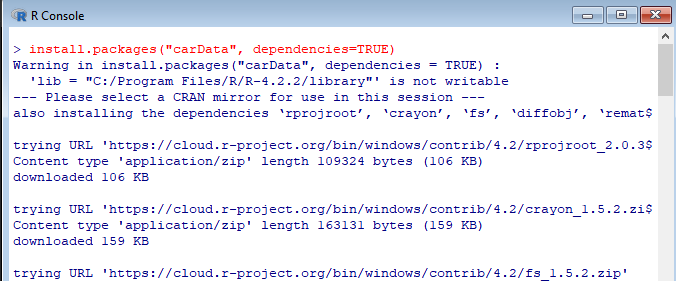 R Console
> install.packages("carData", dependencies=TRUE)
Warning in install.packages("carData", dependencies = TRUE) :
  'lib = "C:/Program Files/R/R-4.2.2/library"' is not writable
--- Please select a CRAN mirror for use in this session ---
also installing the dependencies ‘rprojroot’, ‘crayon’, ‘fs’, ‘diffobj’, ‘remat$
trying URL 'https://cloud.r-project.org/bin/windows/contrib/4.2/rprojroot_2.0.3$
Content type 'application/zip' length 109324 bytes (106 KB)
downloaded 106 KB
trying URL 'https://cloud.r-project.org/bin/windows/contrib/4.2/crayon_1.5.2.zi$
Content type 'application/zip' length 163131 bytes (159 KB)
downloaded 159 KB
trying URL 'https://cloud.r-project.org/bin/windows/contrib/4.2/fs_1.5.2.zip'